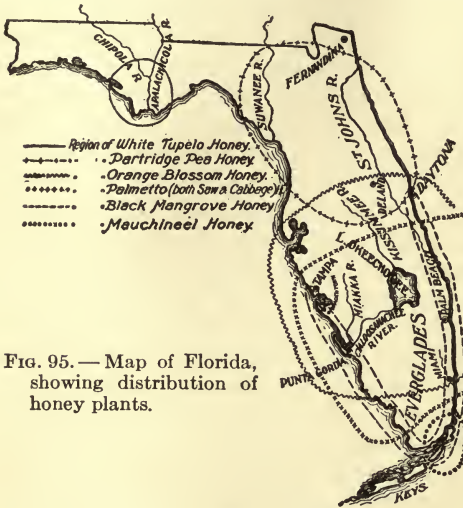 CHIPOL R.
APALACHICOLA R.
SUWANEE R.
FERNANDINA
ST JOHNS R.
Region of White Tupelo Honey.
" Partridge Pea Honey.
" Orange Blossom Honey.
" Palmetto (both Saw & Cabbage)
" Black Mangrove Honey
" Mauchineel Honey
DAYTONA
DELAND
KISSIMMEE R.
L. OKEECHOBEE
TAMPA
MIAKKA R.
PALM BEACH
CALOOSAHATCHEE
RIVER.
PUNTA GORDA
EVERGLADES
MIAMI
KEYS.
FIG. 95. — Map of Florida,
showing distribution of
honey plants.